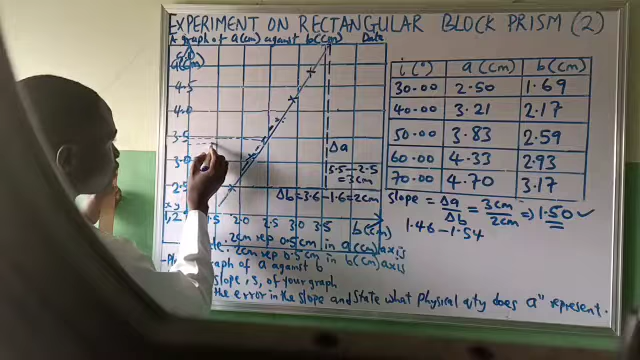 EXPERIMENT ON RECTANGULAR BLOCK PRISM (2)
A graph of a(cm) against b(cm) Date
a(cm)
4.5
4.0
3.5
3.0
2.5
1,2
2.0 2.5 3.0 3.5
b(cm)
Δa
5.5-2.5
=3cm
Δb=3.6-1.6=2cm
i(°) a(cm) b(cm)
30.00 2.50 1.69
40.00 3.21 2.17
50.00 3.83 2.59
60.00 4.33 2.93
70.00 4.70 3.17
slope = Δa/Δb = 3cm/2cm => 1.50 ✓
1.46-1.54
2cm rep 0.5cm in a(cm) axis
2cm rep 0.5cm in b(cm) axis
graph of a against b
slope, s, of your graph
the error in the slope and state what physical qty does a" represent.